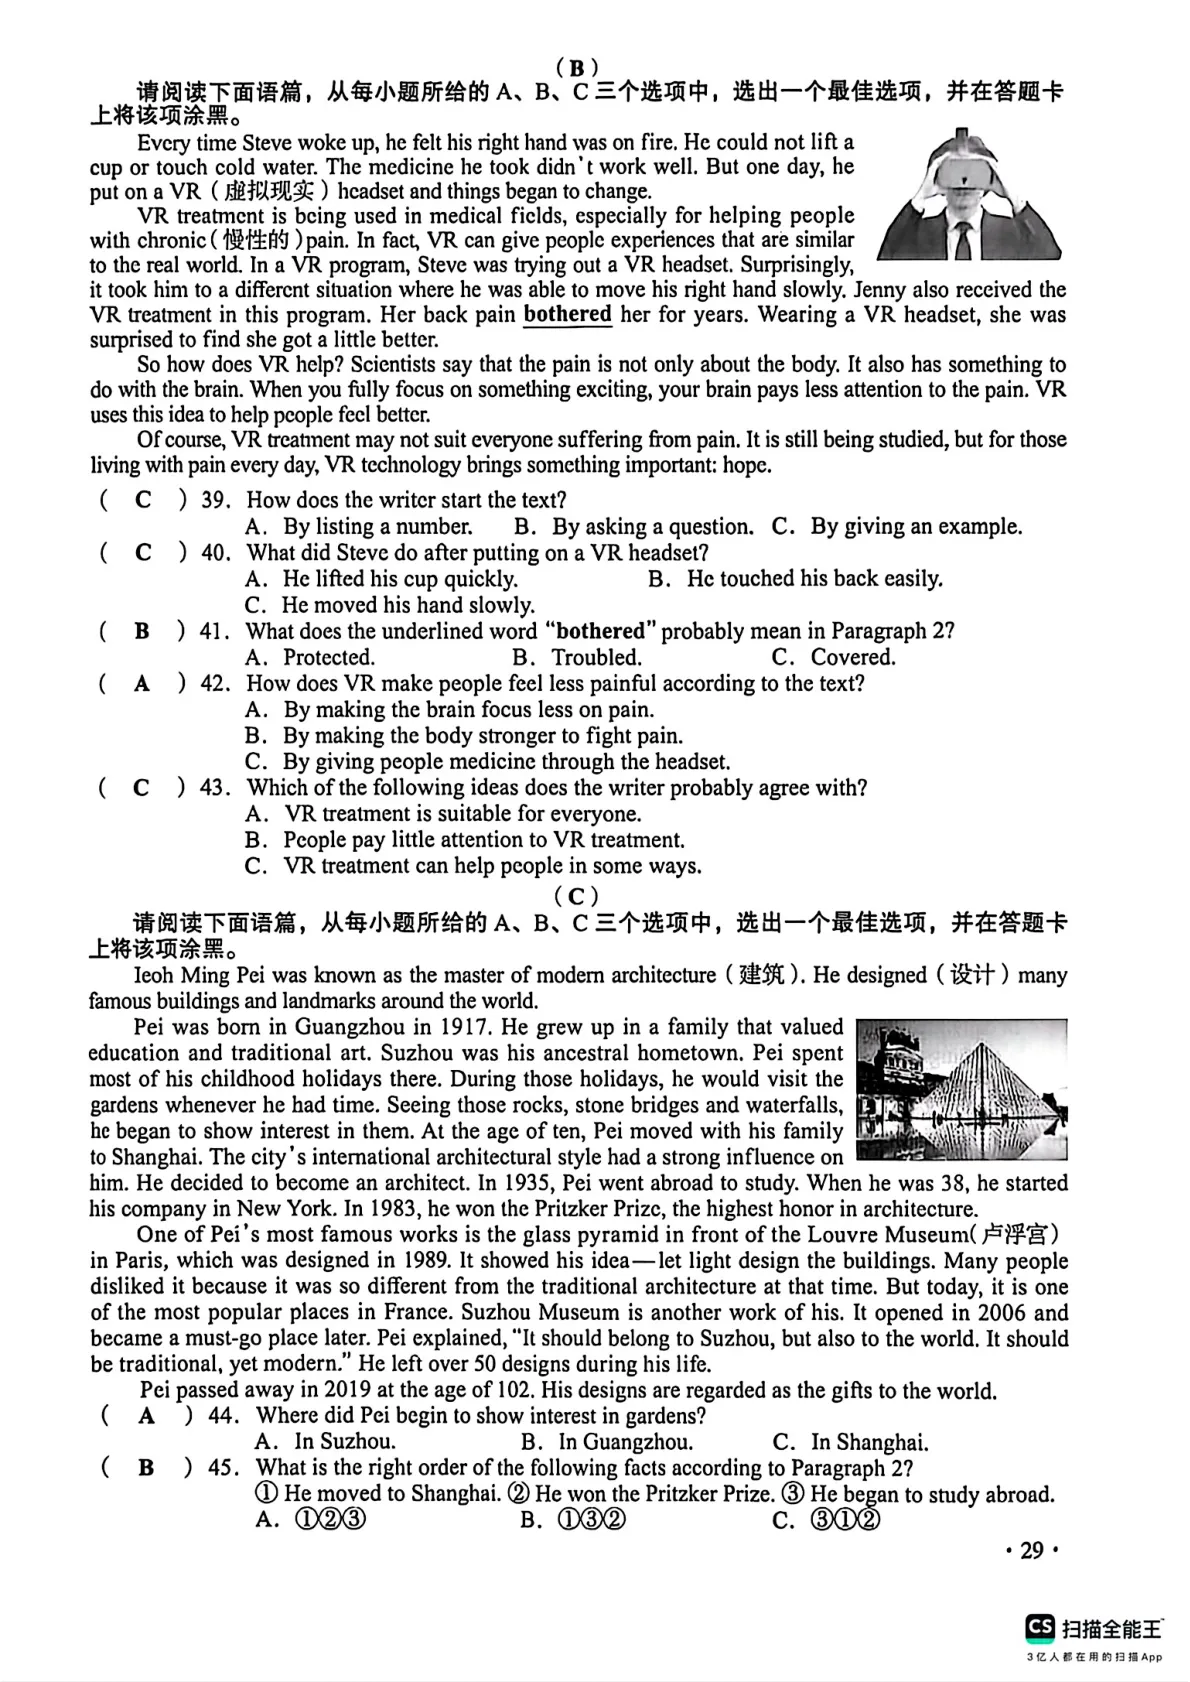 （B）
请阅读下面语篇，从每小题所给的 A、B、C 三个选项中，选出一个最佳选项，并在答题卡
上将该项涂黑。
Every time Steve woke up, he felt his right hand was on fire. He could not lift a
cup or touch cold water. The medicine he took didn't work well. But one day, he
put on a VR（虚拟现实）headset and things began to change.
VR treatment is being used in medical fields, especially for helping people
with chronic(慢性的)pain. In fact, VR can give people experiences that are similar
to the real world. In a VR program, Steve was trying out a VR headset. Surprisingly,
it took him to a different situation where he was able to move his right hand slowly. Jenny also received the
VR treatment in this program. Her back pain bothered her for years. Wearing a VR headset, she was
surprised to find she got a little better.
So how does VR help? Scientists say that the pain is not only about the body. It also has something to
do with the brain. When you fully focus on something exciting, your brain pays less attention to the pain. VR
uses this idea to help people feel better.
Of course, VR treatment may not suit everyone suffering from pain. It is still being studied, but for those
living with pain every day, VR technology brings something important: hope.
（ C ）39. How does the writer start the text?
A. By listing a number. B. By asking a question. C. By giving an example.
（ C ）40. What did Steve do after putting on a VR headset?
A. He lifted his cup quickly. B. He touched his back easily.
C. He moved his hand slowly.
（ B ）41. What does the underlined word "bothered" probably mean in Paragraph 2?
A. Protected. B. Troubled. C. Covered.
（ A ）42. How does VR make people feel less painful according to the text?
A. By making the brain focus less on pain.
B. By making the body stronger to fight pain.
C. By giving people medicine through the headset.
（ C ）43. Which of the following ideas does the writer probably agree with?
A. VR treatment is suitable for everyone.
B. People pay little attention to VR treatment.
C. VR treatment can help people in some ways.
（C）
请阅读下面语篇，从每小题所给的 A、B、C 三个选项中，选出一个最佳选项，并在答题卡
上将该项涂黑。
Ieoh Ming Pei was known as the master of modern architecture（建筑）. He designed（设计）many
famous buildings and landmarks around the world.
Pei was born in Guangzhou in 1917. He grew up in a family that valued
education and traditional art. Suzhou was his ancestral hometown. Pei spent
most of his childhood holidays there. During those holidays, he would visit the
gardens whenever he had time. Seeing those rocks, stone bridges and waterfalls,
he began to show interest in them. At the age of ten, Pei moved with his family
to Shanghai. The city's international architectural style had a strong influence on
him. He decided to become an architect. In 1935, Pei went abroad to study. When he was 38, he started
his company in New York. In 1983, he won the Pritzker Prize, the highest honor in architecture.
One of Pei's most famous works is the glass pyramid in front of the Louvre Museum(卢浮宫)
in Paris, which was designed in 1989. It showed his idea—let light design the buildings. Many people
disliked it because it was so different from the traditional architecture at that time. But today, it is one
of the most popular places in France. Suzhou Museum is another work of his. It opened in 2006 and
became a must-go place later. Pei explained, "It should belong to Suzhou, but also to the world. It should
be traditional, yet modern." He left over 50 designs during his life.
Pei passed away in 2019 at the age of 102. His designs are regarded as the gifts to the world.
（ A ）44. Where did Pei begin to show interest in gardens?
A. In Suzhou. B. In Guangzhou. C. In Shanghai.
（ B ）45. What is the right order of the following facts according to Paragraph 2?
① He moved to Shanghai. ② He won the Pritzker Prize. ③ He began to study abroad.
A. ①②③ B. ①③② C. ③①②
·29·
CS 扫描全能王
3亿人都在用的扫描App